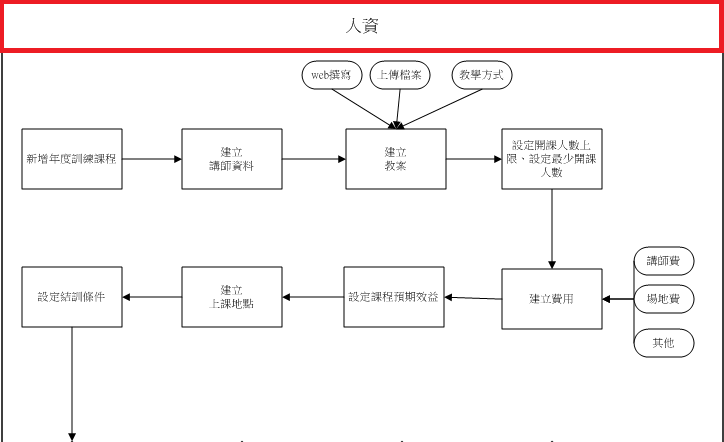 人資
web撰寫
上傳檔案
教學方式
新增年度訓練課程
建立
講師資料
建立
教案
設定開課人數上
限、設定最少開課
人數
講師費
場地費
其他
設定結訓條件
建立
上課地點
設定課程預期效益
建立費用